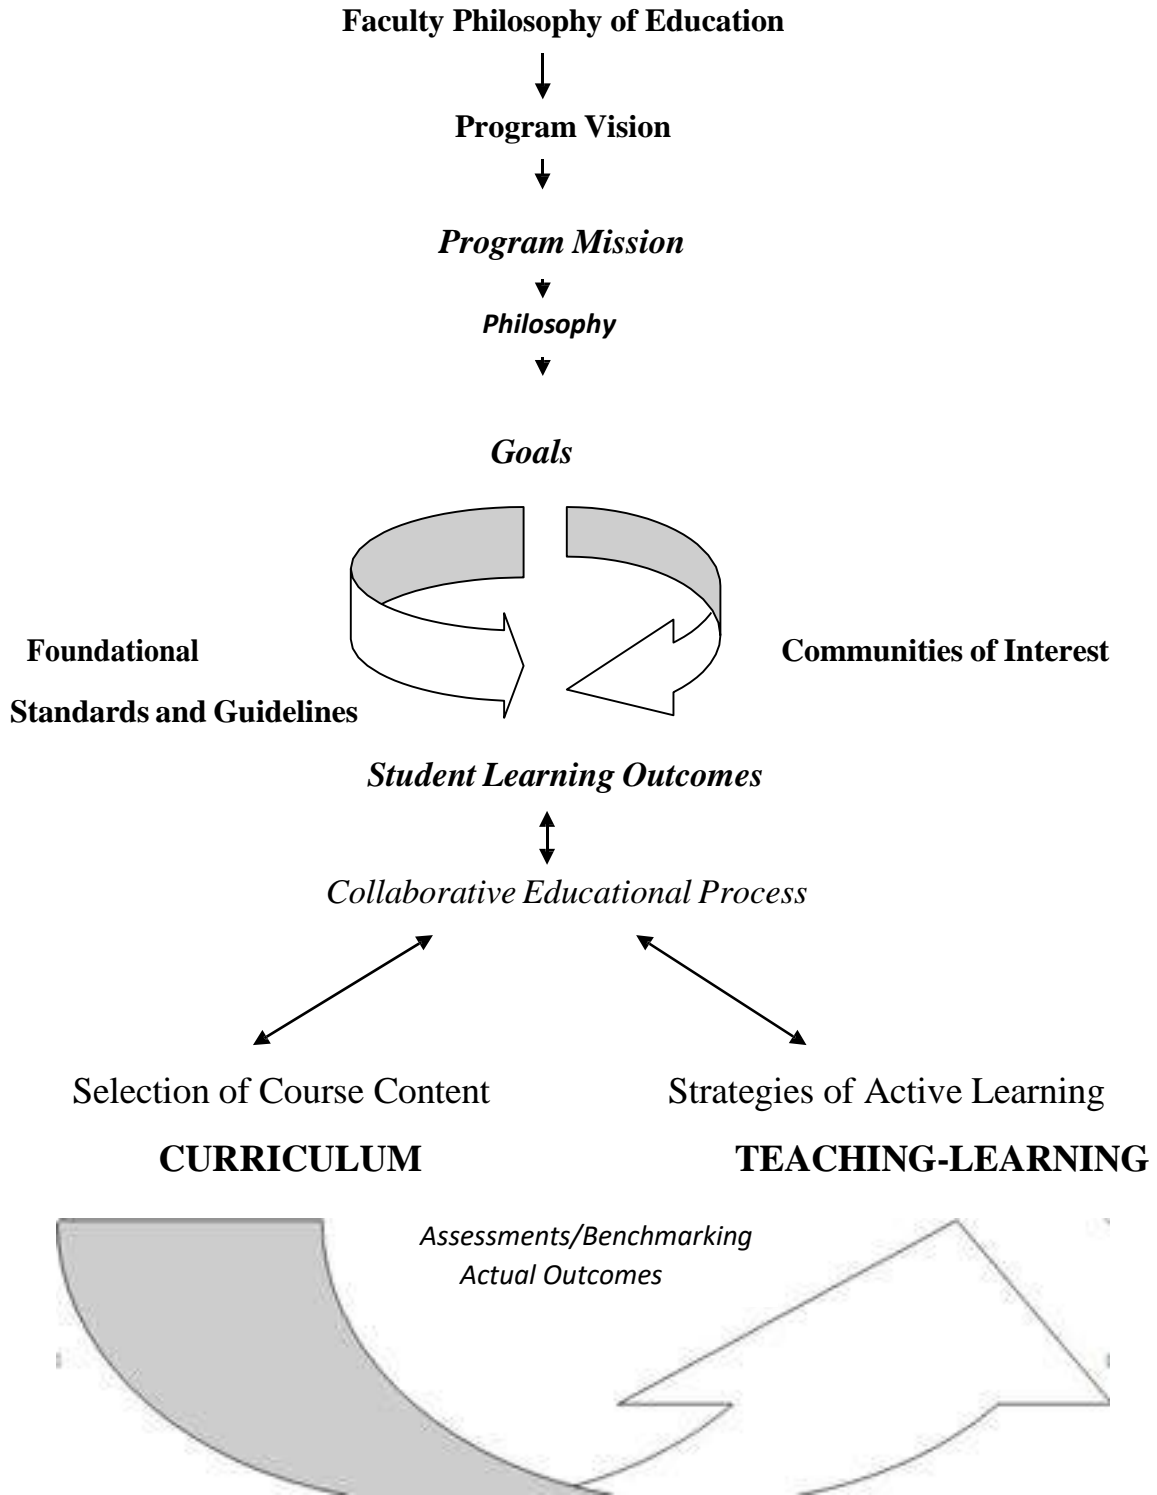 Faculty Philosophy of Education
Program Vision
Program Mission
Philosophy
Goals
Foundational
Standards and Guidelines
Communities of Interest
Student Learning Outcomes
Collaborative Educational Process
Selection of Course Content
CURRICULUM
Strategies of Active Learning
TEACHING-LEARNING
Assessments/Benchmarking
Actual Outcomes